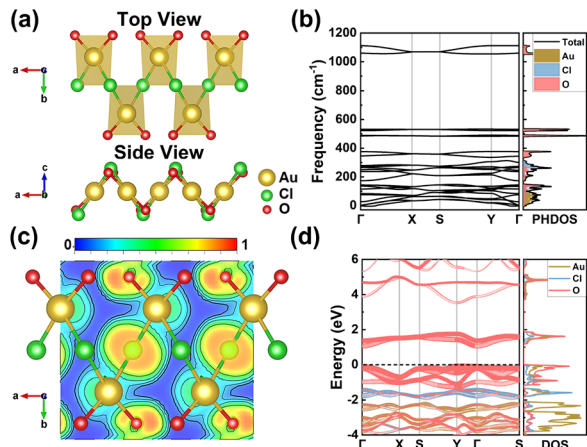 (a)
Top View
a
c
b
Side View
c
a
b
Au
Cl
O
(b)
1200
1000
800
600
400
200
0
Frequency (cm-1)
Γ X S Y Γ PHDOS
Total
Au
Cl
O
(c)
0 1
a
c
b
(d)
6
4
2
0
-2
-4
Energy (eV)
Γ X S Y Γ S DOS
Au
Cl
O